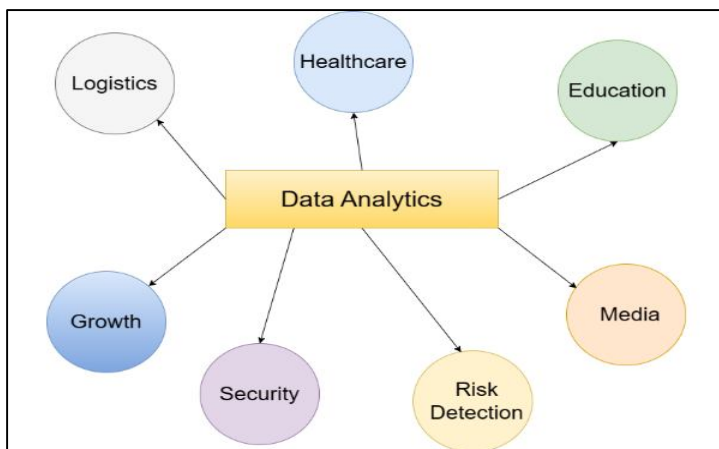 Healthcare
Logistics
Education
Data Analytics
Growth
Media
Security
Risk
Detection